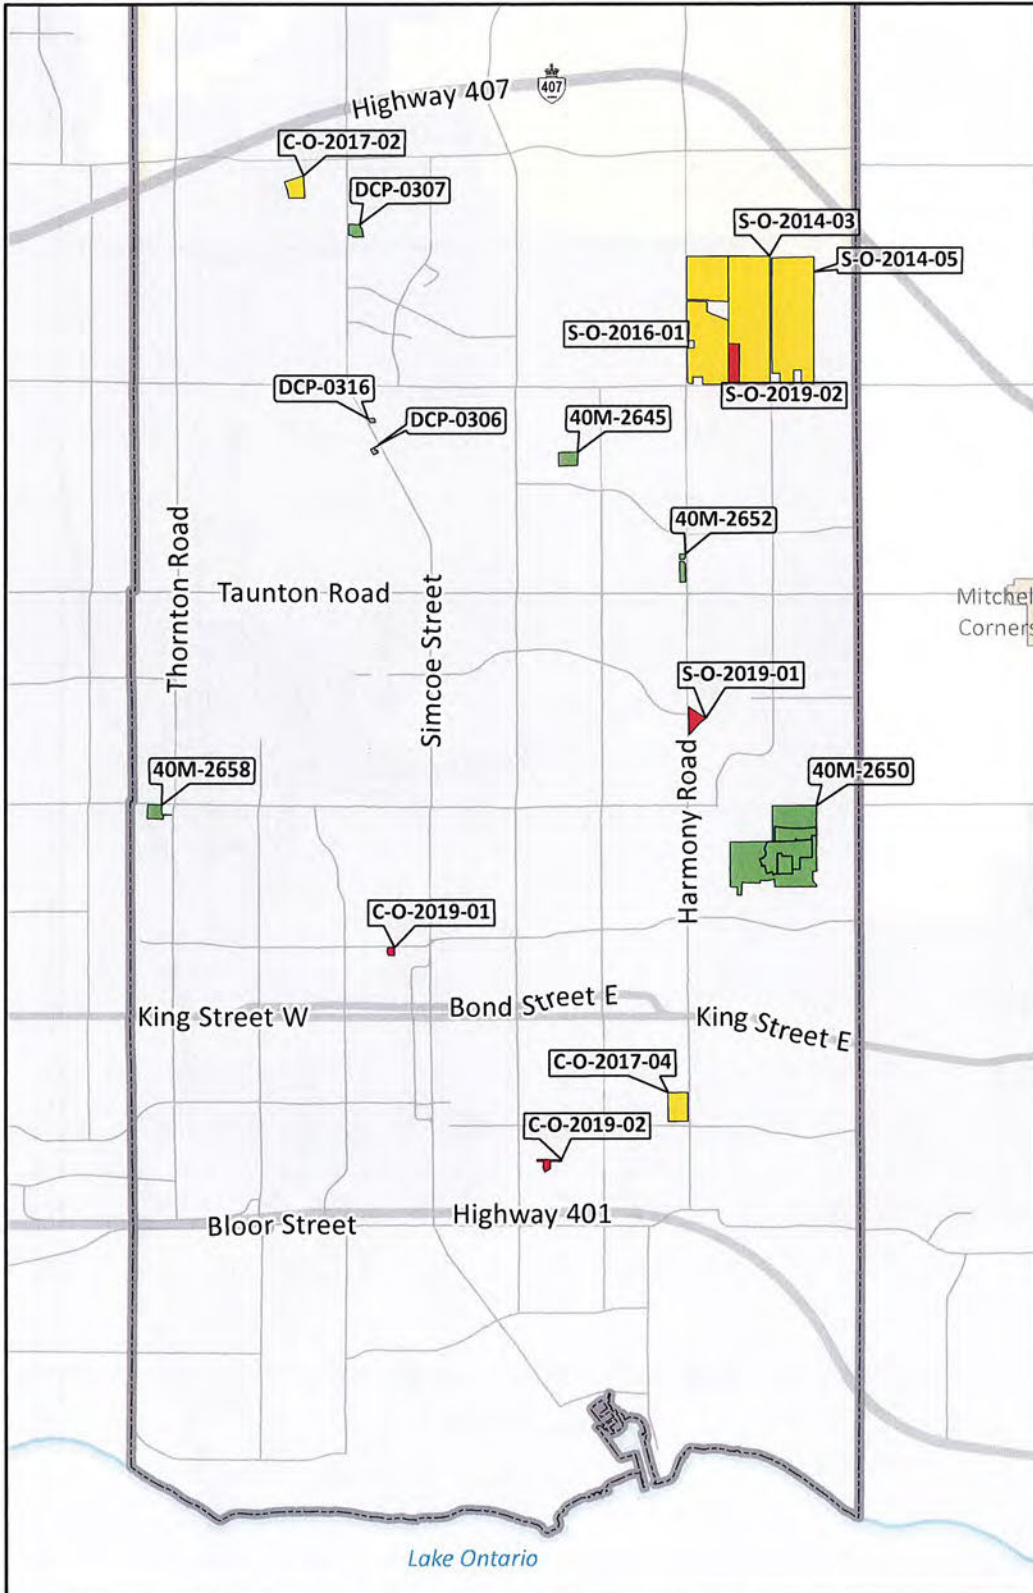 Highway 407
407
C-O-2017-02
DCP-0307
S-O-2014-03
S-O-2014-05
S-O-2016-01
S-O-2019-02
DCP-0316
DCP-0306
40M-2645
40M-2652
Thornton Road
Taunton Road
Simcoe Street
Mitchel
Corners
S-O-2019-01
Harmony Road
40M-2658
40M-2650
C-O-2019-01
King Street W
Bond Street E
King Street E
C-O-2017-04
C-O-2019-02
Bloor Street
Highway 401
Lake Ontario